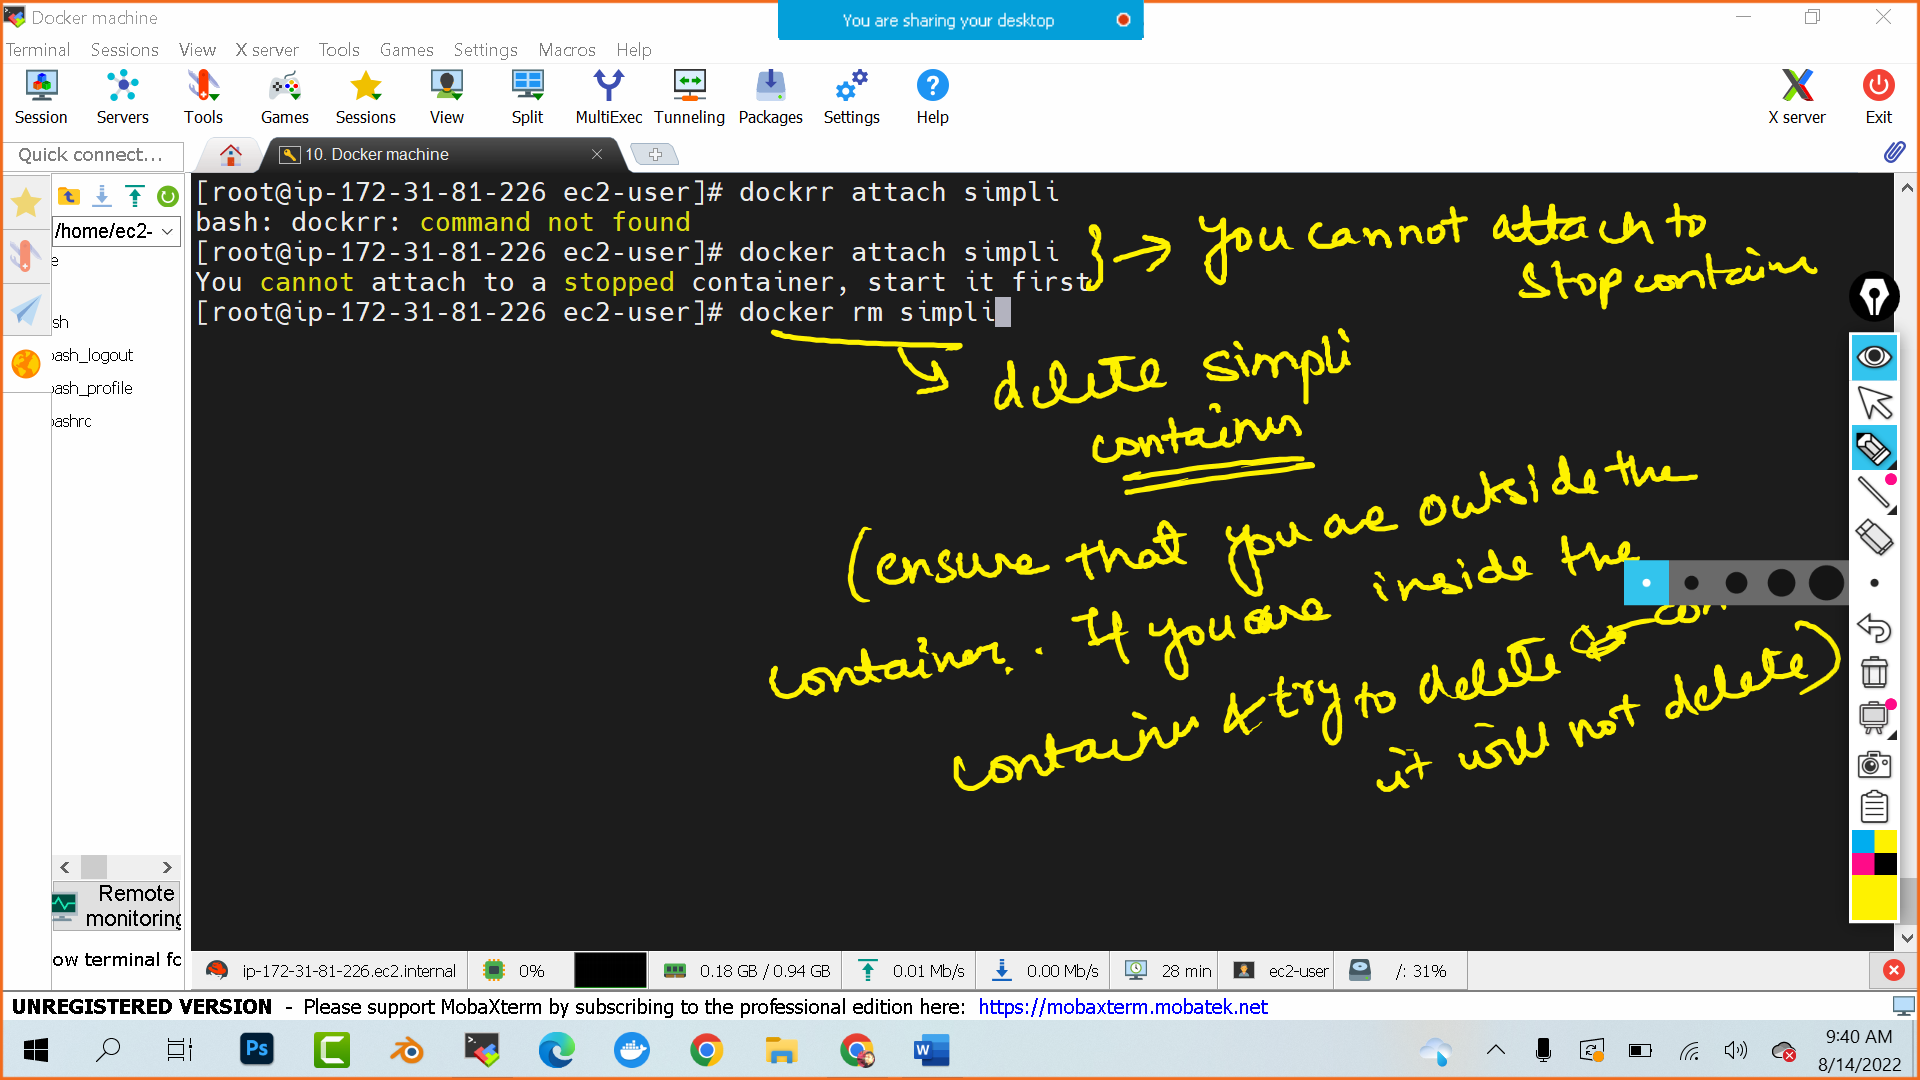 Docker machine
You are sharing your desktop
Terminal Sessions View X server Tools Games Settings Macros Help
Session Servers Tools Games Sessions View Split MultiExec Tunneling Packages Settings Help X server Exit
Quick connect...
10. Docker machine
/home/ec2-
e
sh
bash_logout
bash_profile
bashrc
Remote
monitoring
ow terminal fo
[root@ip-172-31-81-226 ec2-user]# dockrr attach simpli
bash: dockrr: command not found
[root@ip-172-31-81-226 ec2-user]# docker attach simpli
You cannot attach to a stopped container, start it first
[root@ip-172-31-81-226 ec2-user]# docker rm simpli
} → you cannot attach to
stop container
delete simpli
container
(ensure that you are outside the
container. If you are inside the
container & try to delete con
it will not delete)
ip-172-31-81-226.ec2.internal 0% 0.18 GB / 0.94 GB 0.01 Mb/s 0.00 Mb/s 28 min ec2-user /: 31%
UNREGISTERED VERSION - Please support MobaXterm by subscribing to the professional edition here: https://mobaxterm.mobatek.net
Ps
C
W
9:40 AM
8/14/2022